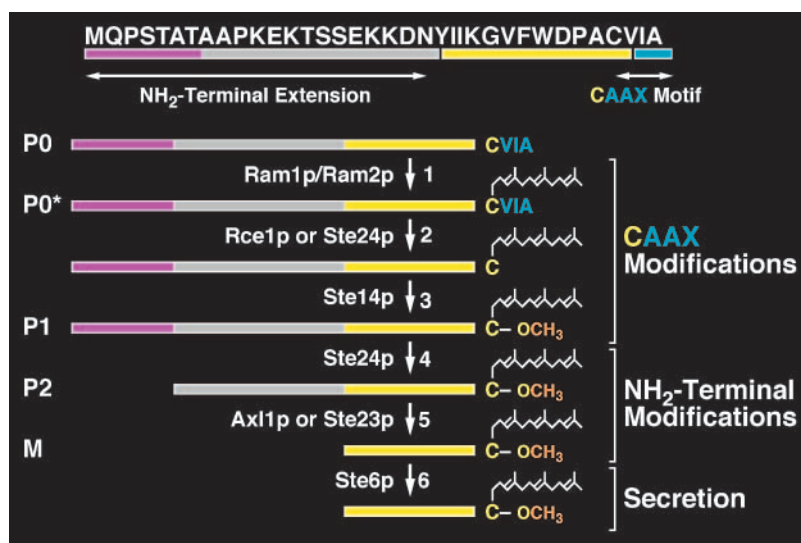 MQPSTATAAPKEKTSSEKKDNYIIKGVFWDPACVIA
NH2-Terminal Extension
CAAX Motif
P0
CVIA
Ram1p/Ram2p 1
P0*
CVIA
Rce1p or Ste24p 2
C
CAAX
Modifications
Ste14p 3
P1
C– OCH3
Ste24p 4
P2
C– OCH3
NH2-Terminal
Modifications
Axl1p or Ste23p 5
M
C– OCH3
Ste6p 6
C– OCH3
Secretion